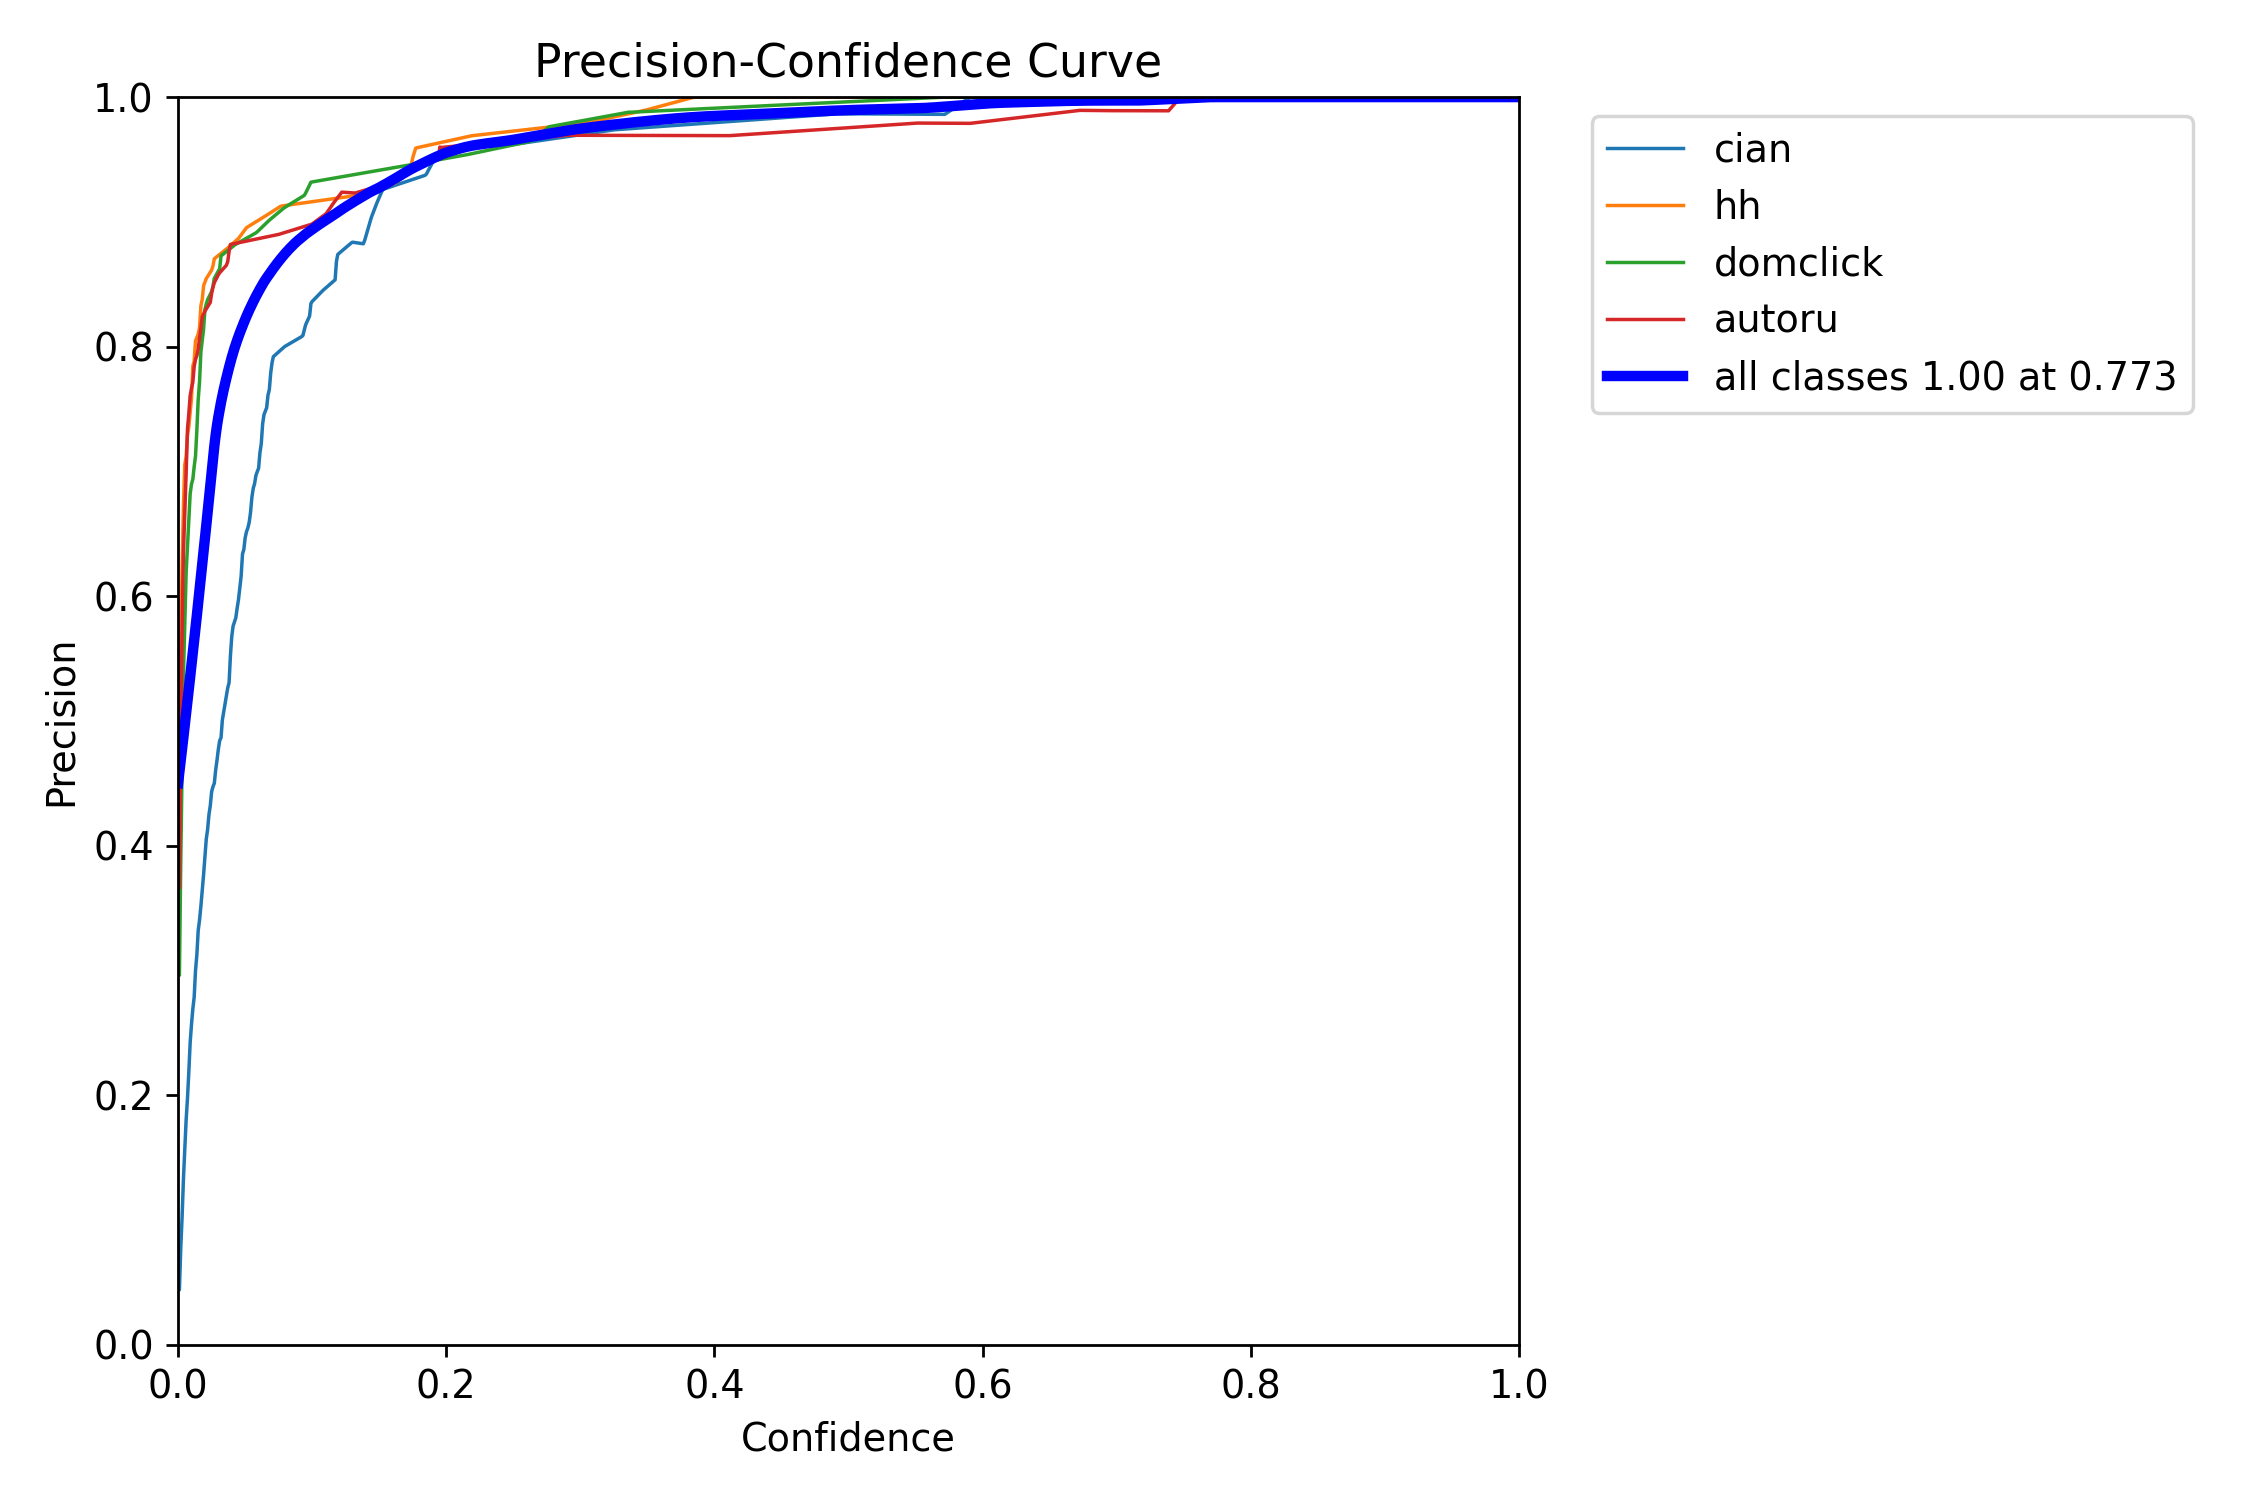 Precision-Confidence Curve
1.0
0.8
0.6
0.4
0.2
0.0
Precision
0.0 0.2 0.4 0.6 0.8 1.0
Confidence
cian
hh
domclick
autoru
all classes 1.00 at 0.773